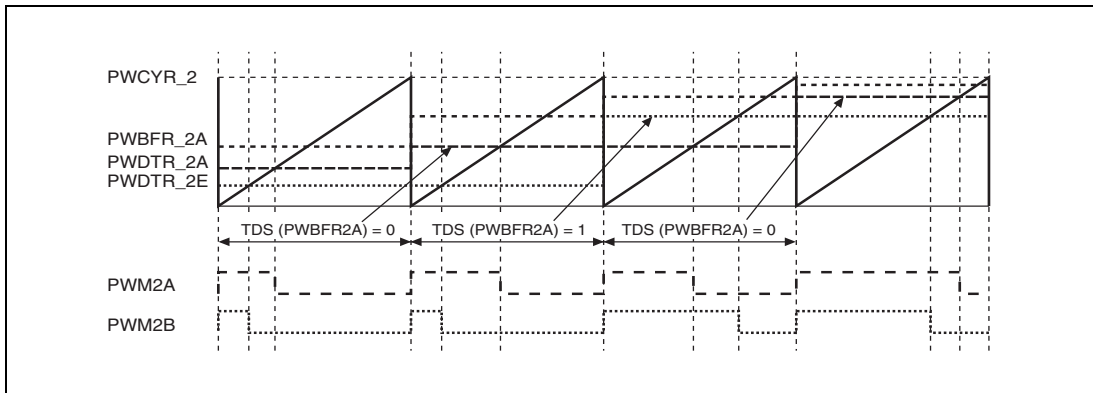 PWCYR_2
PWBFR_2A
PWDTR_2A
PWDTR_2E
TDS (PWBFR2A) = 0
TDS (PWBFR2A) = 1
TDS (PWBFR2A) = 0
PWM2A
PWM2B